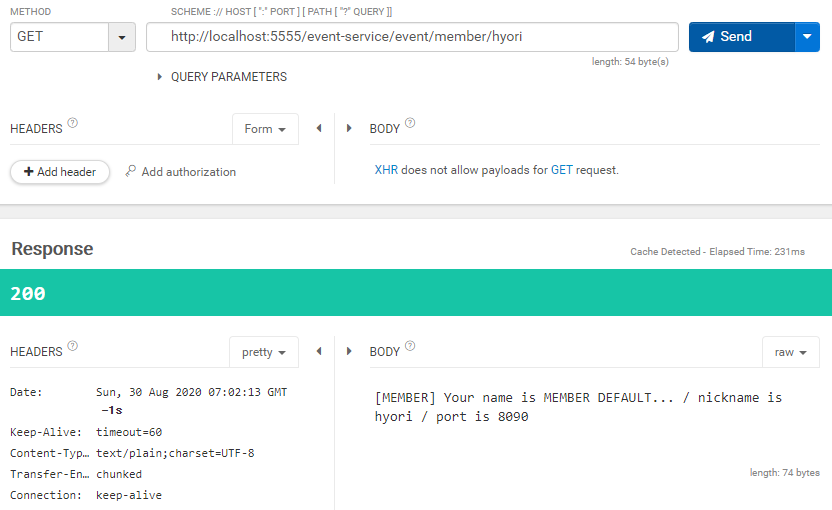 METHOD
SCHEME :// HOST [ ":" PORT ] [ PATH [ "?" QUERY ]]
GET
http://localhost:5555/event-service/event/member/hyori
Send
length: 54 byte(s)
QUERY PARAMETERS
HEADERS ?
Form
BODY ?
Add header
Add authorization
XHR does not allow payloads for GET request.
Response
Cache Detected - Elapsed Time: 231ms
200
HEADERS ?
pretty
BODY ?
raw
Date: Sun, 30 Aug 2020 07:02:13 GMT
-1s
Keep-Alive: timeout=60
Content-Typ… text/plain;charset=UTF-8
Transfer-En… chunked
Connection: keep-alive
[MEMBER] Your name is MEMBER DEFAULT... / nickname is
hyori / port is 8090
length: 74 bytes